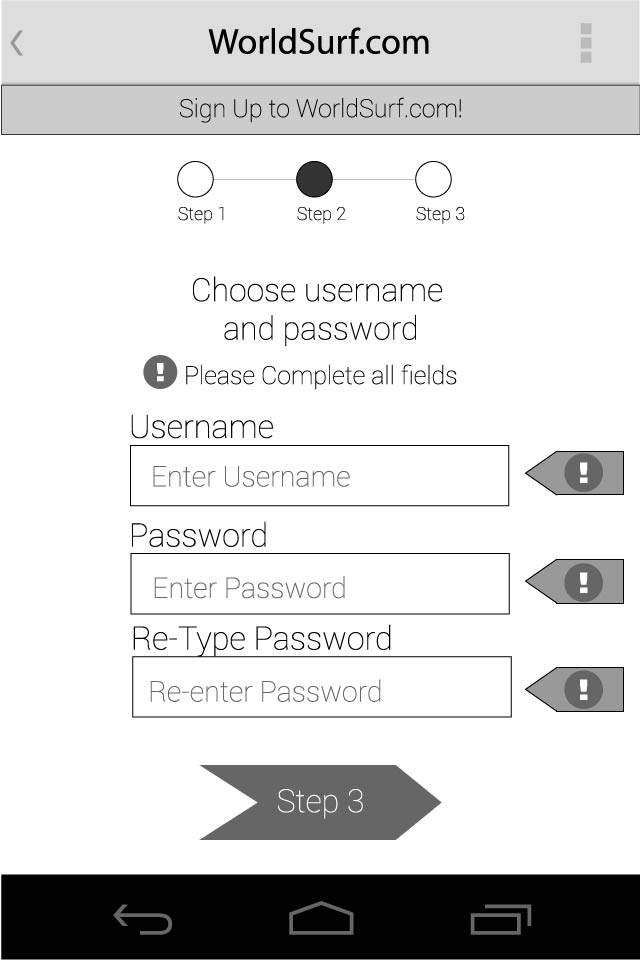 WorldSurf.com
Sign Up to WorldSurf.com!
Step 1 Step 2 Step 3
Choose username
and password
! Please Complete all fields
Username
Enter Username !
Password
Enter Password !
Re-Type Password
Re-enter Password !
Step 3